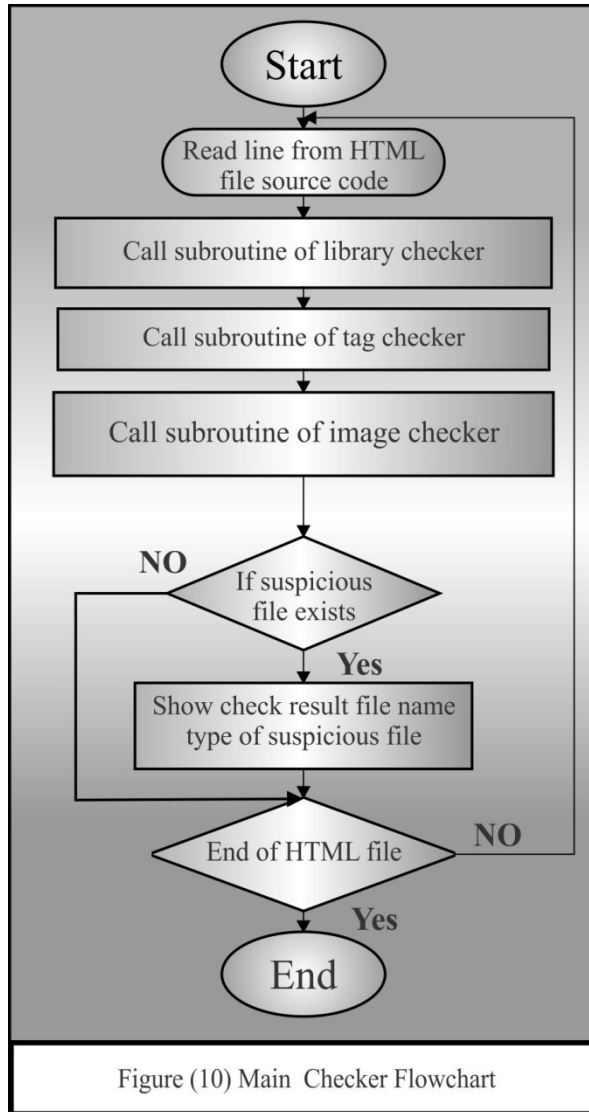 Start
Read line from HTML
file source code
Call subroutine of library checker
Call subroutine of tag checker
Call subroutine of image checker
NO
If suspicious
file exists
Yes
Show check result file name
type of suspicious file
End of HTML file
NO
Yes
End
Figure (10) Main Checker Flowchart